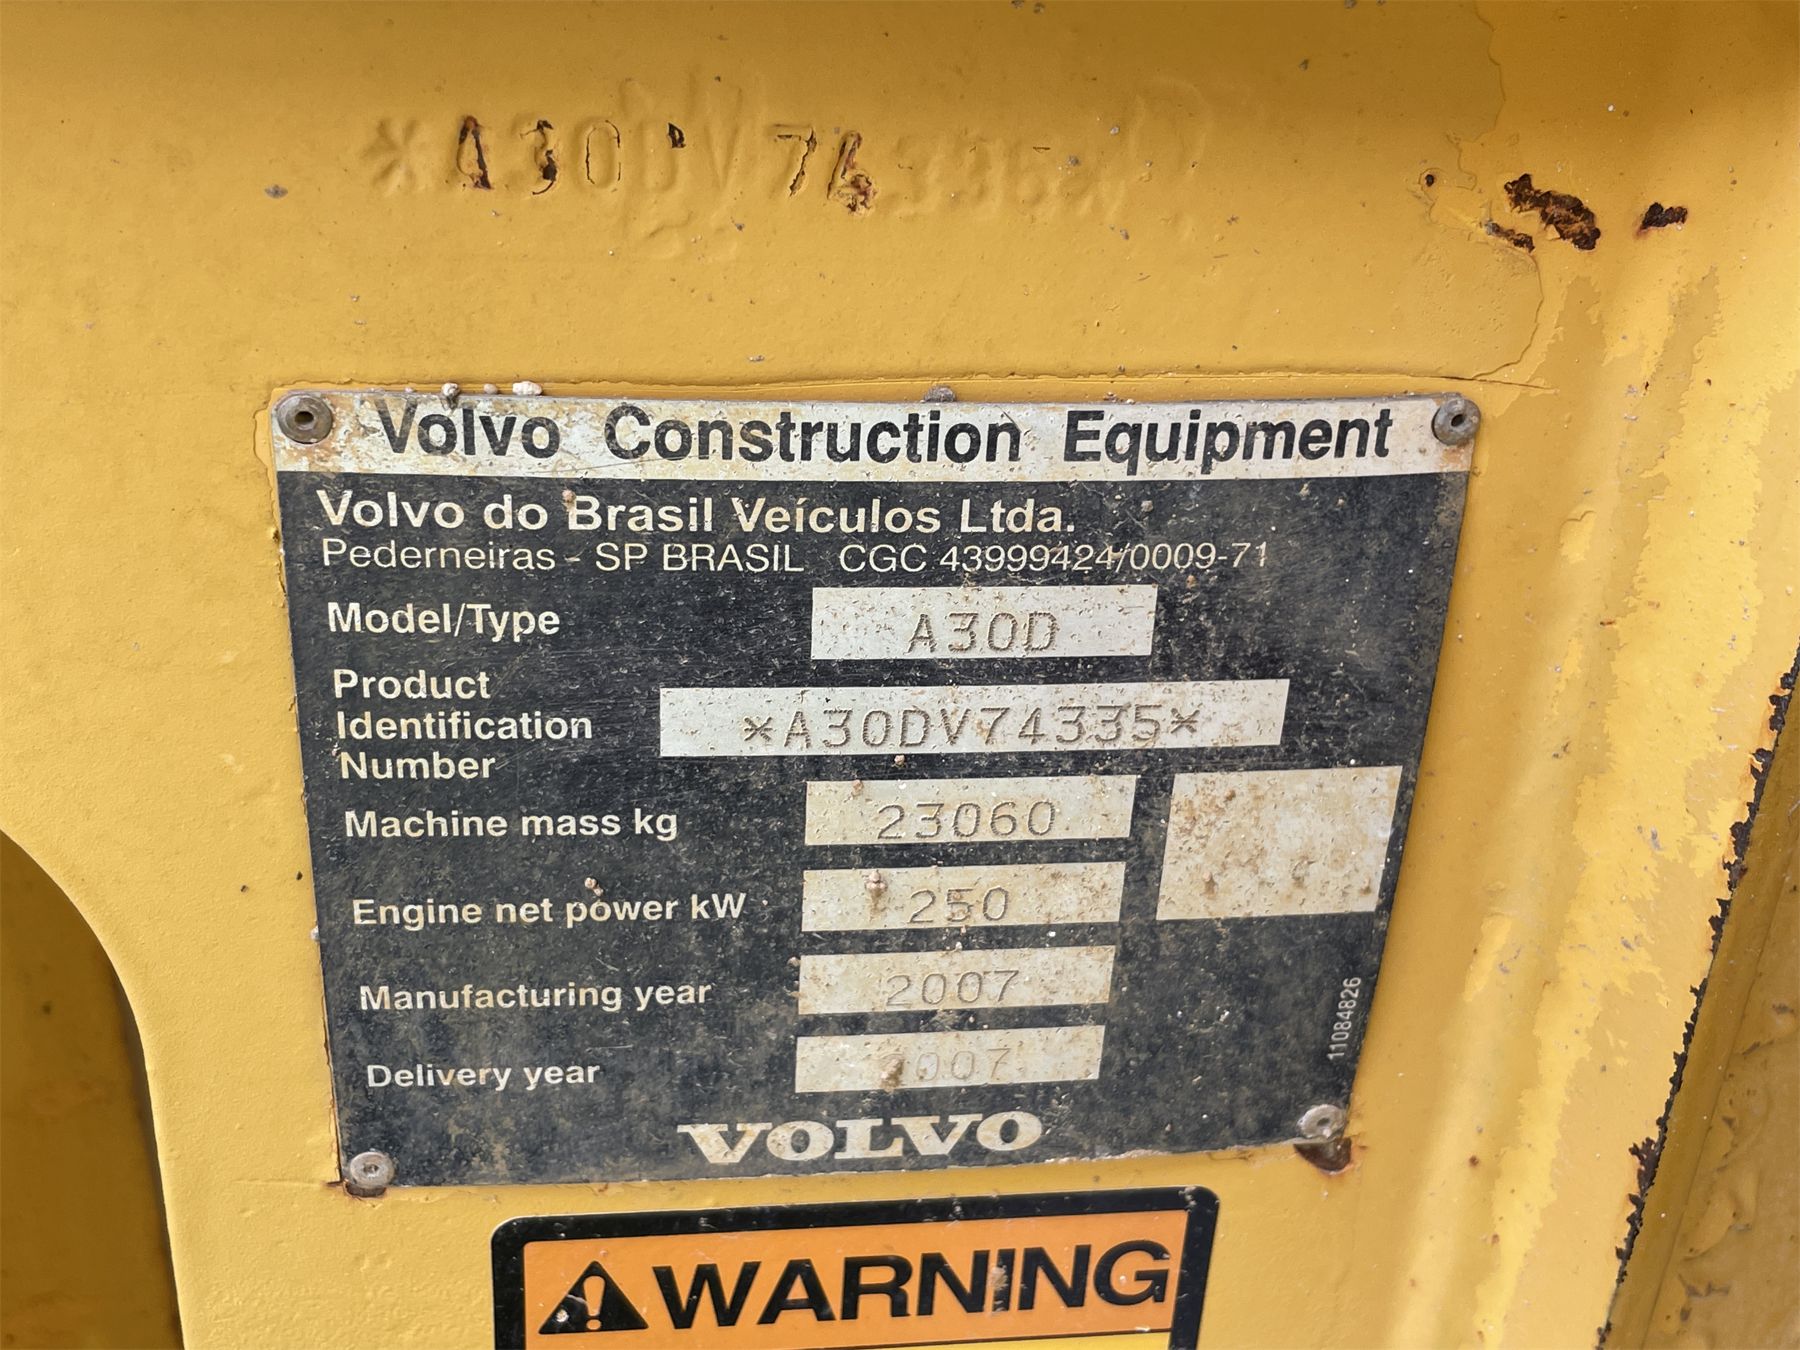 *A30DV74
Volvo Construction Equipment
Volvo do Brasil Veículos Ltda.
Pederneiras - SP BRASIL CGC 43999424/0009-71
Model/Type A30D
Product
Identification *A30DV74335*
Number
Machine mass kg 23060
Engine net power kW 250
Manufacturing year 2007
Delivery year 2007
11084826
VOLVO
WARNING